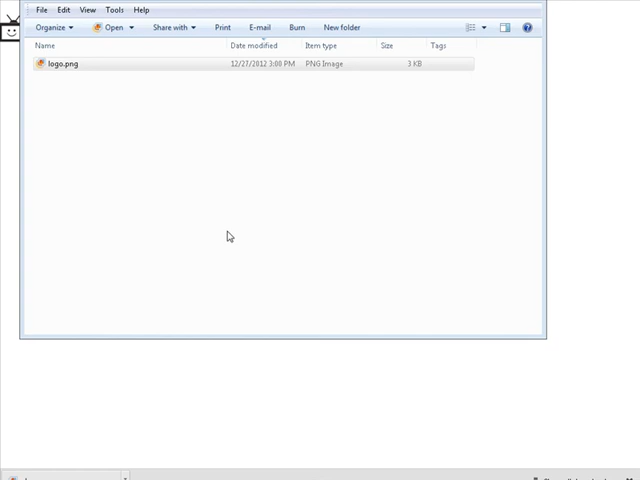 File Edit View Tools Help
Organize Open Share with Print E-mail Burn New folder
Name Date modified Item type Size Tags
logo.png 12/27/2012 3:00 PM PNG Image 3 KB